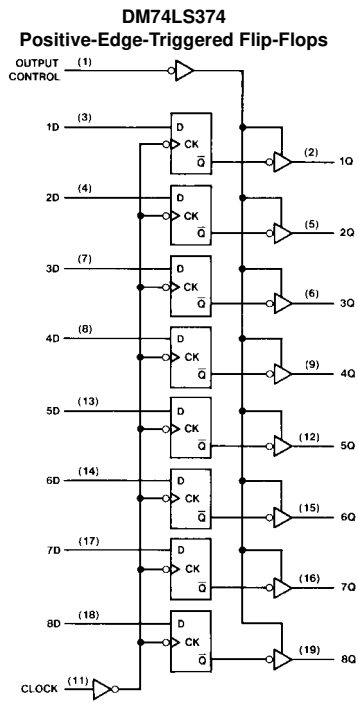 DM74LS374
Positive-Edge-Triggered Flip-Flops
OUTPUT CONTROL (1)
1D (3) D
CK
Q̅ (2) 1Q
2D (4) D
CK
Q̅ (5) 2Q
3D (7) D
CK
Q̅ (6) 3Q
4D (8) D
CK
Q̅ (9) 4Q
5D (13) D
CK
Q̅ (12) 5Q
6D (14) D
CK
Q̅ (15) 6Q
7D (17) D
CK
Q̅ (16) 7Q
8D (18) D
CK
Q̅ (19) 8Q
CLOCK (11)